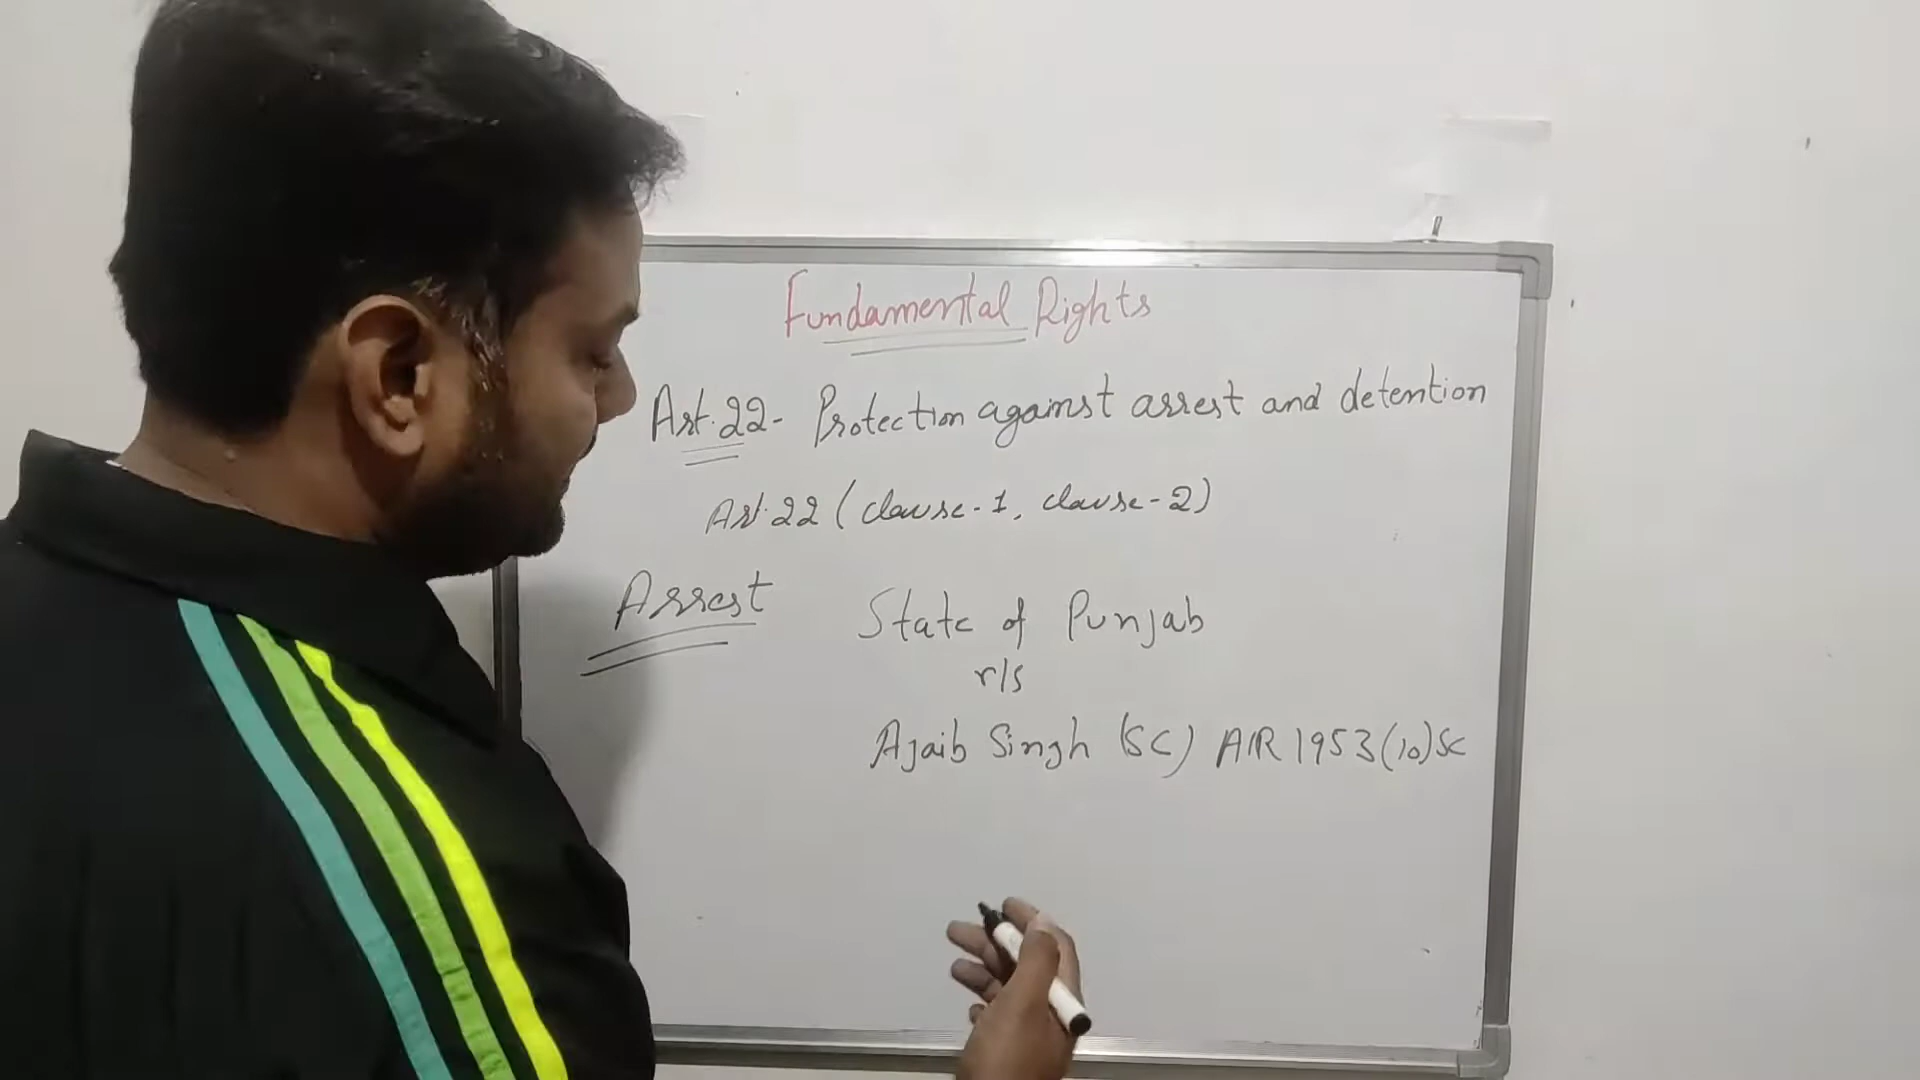 Fundamental Rights
Art. 22- Protection against arrest and detention
Art. 22 (clause-1, clause-2)
Arrest
State of Punjab
v/s
Ajaib Singh (SC) AIR 1953 (10) SC